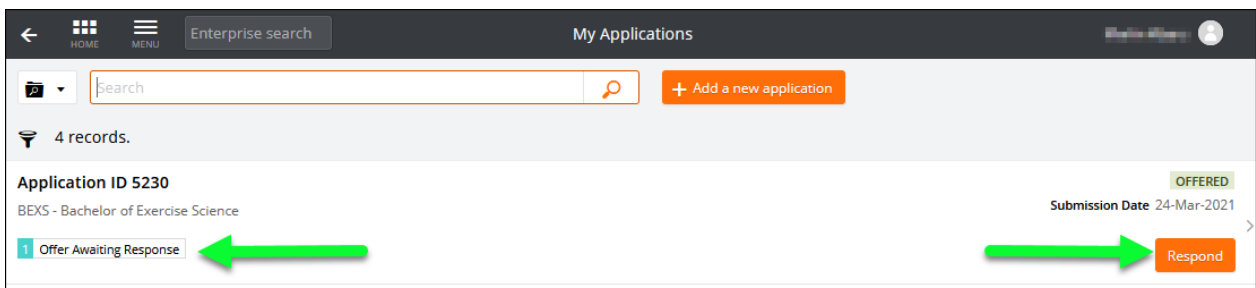 HOME
MENU
Enterprise search
My Applications
Search
+ Add a new application
4 records.
Application ID 5230
OFFERED
BEXS - Bachelor of Exercise Science
Submission Date 24-Mar-2021
1 Offer Awaiting Response
Respond